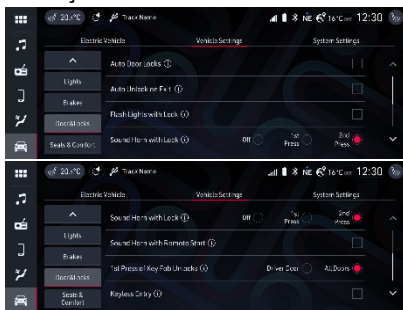 20.5°C Track Name NE 16°C 12:30
Electric Vehicle Vehicle Settings System Settings
Auto Door Locks
Lights
Auto Unlock on Exit
Brakes
Flash Lights with Lock
Door&Locks
Seats & Comfort
Sound Horn with Lock Off 1st Press 2nd Press
20.5°C Track Name NE 16°C 12:30
Electric Vehicle Vehicle Settings System Settings
Sound Horn with Lock Off 1st Press 2nd Press
Lights
Sound Horn with Remote Start
Brakes
1st Press of Key Fob Unlocks Driver Door All Doors
Door&Locks
Seats & Comfort
Keyless Entry